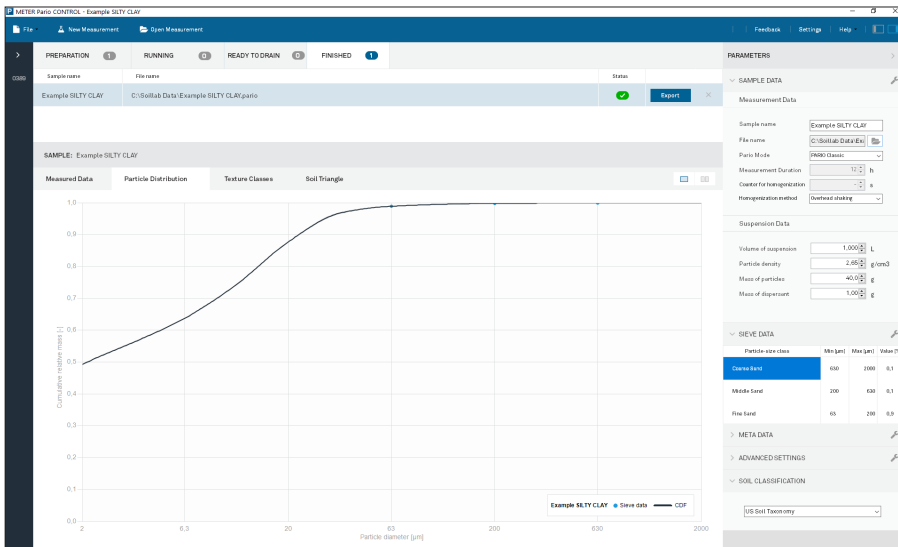 METER Pario CONTROL - Example SILTY CLAY
File New Measurement Open Measurement Feedback Settings Help
PREPARATION 1 RUNNING 0 READY TO DRAIN 0 FINISHED 1 PARAMETERS
Sample name File name Status
Example SILTY CLAY C:\Soillab Data\Example SILTY CLAY.pario Export
SAMPLE DATA
Measurement Data
Sample name Example SILTY CLAY
File name
Pario Mode PARIO Classic
Measurement Duration 12 h
Counter for homogenization - s
Homogenization method Overhead shaking
SAMPLE: Example SILTY CLAY
Measured Data Particle Distribution Texture Classes Soil Triangle
Suspension Data
Volume of suspension 1,000 L
Particle density 2,65 g/cm3
Mass of particles 40,0 g
Mass of dispersant 1,00 g
SIEVE DATA
Particle-size class Min [µm] Max [µm] Value [%
Coarse Sand 630 2000 0,1
Middle Sand 200 630 0,1
Fine Sand 63 200 0,9
META DATA
ADVANCED SETTINGS
SOIL CLASSIFICATION
US Soil Taxonomy
Cumulative relative mass [-]
1,0
0,9
0,8
0,7
0,6
0,5
0,4
0,3
0,2
0,1
0,0
Example SILTY CLAY Sieve data CDF
2 6.3 20 63 200 630 2000
Particle diameter [µm]